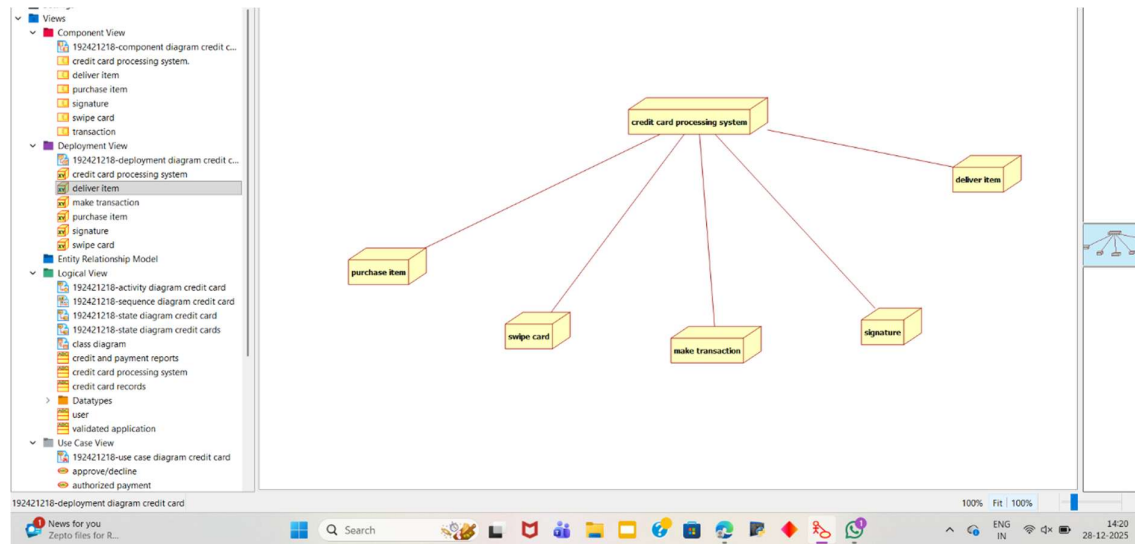 Views
Component View
192421218-component diagram credit c...
credit card processing system.
deliver item
purchase item
signature
swipe card
transaction
Deployment View
192421218-deployment diagram credit c...
credit card processing system
deliver item
make transaction
purchase item
signature
swipe card
Entity Relationship Model
Logical View
192421218-activity diagram credit card
192421218-sequence diagram credit card
192421218-state diagram credit card
192421218-state diagram credit cards
class diagram
credit and payment reports
credit card processing system
credit card records
Datatypes
user
validated application
Use Case View
192421218-use case diagram credit card
approve/decline
authorized payment
credit card processing system
deliver item
purchase item
swipe card
make transaction
signature
192421218-deployment diagram credit card
100% Fit 100%
News for you
Zepto files for R...
Search
ENG
IN
14:20
28-12-2025